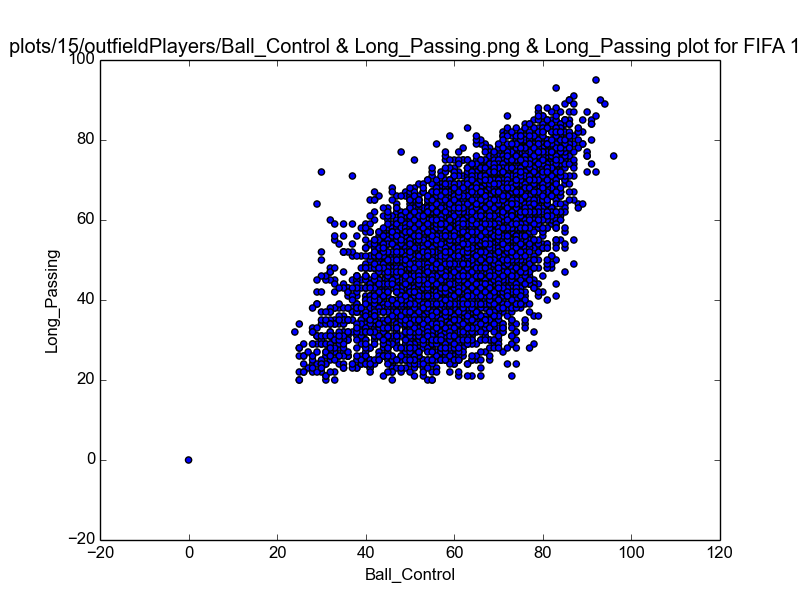 plots/15/outfieldPlayers/Ball_Control & Long_Passing.png & Long_Passing plot for FIFA 1
100
80
60
40
20
0
−20
Long_Passing
−20 0 20 40 60 80 100 120
Ball_Control